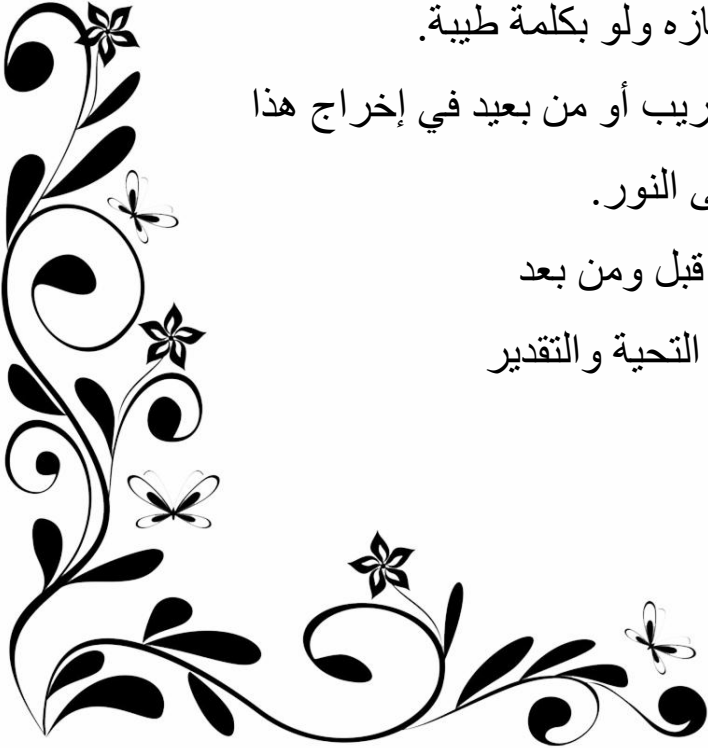 ولو بكلمة طيبة.
أو من بعيد في إخراج هذا
النور.
قبل ومن بعد
التحية والتقدير